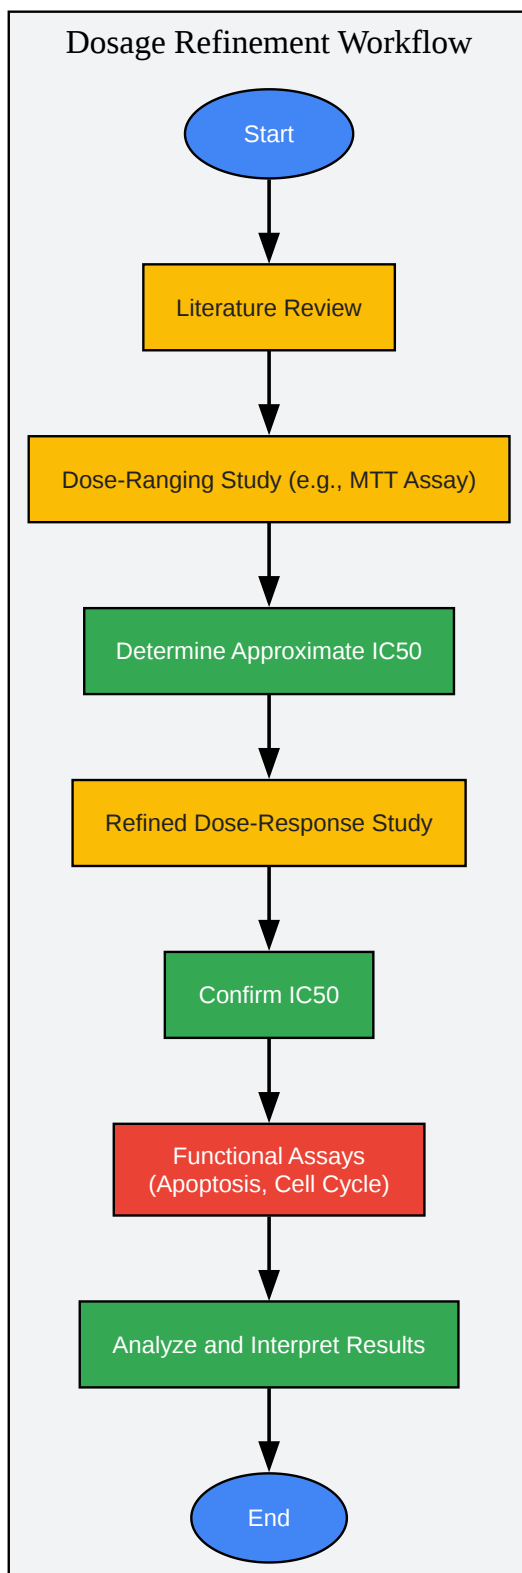 Dosage Refinement Workflow
Start
Literature Review
Dose-Ranging Study (e.g., MTT Assay)
Determine Approximate IC50
Refined Dose-Response Study
Confirm IC50
Functional Assays
(Apoptosis, Cell Cycle)
Analyze and Interpret Results
End